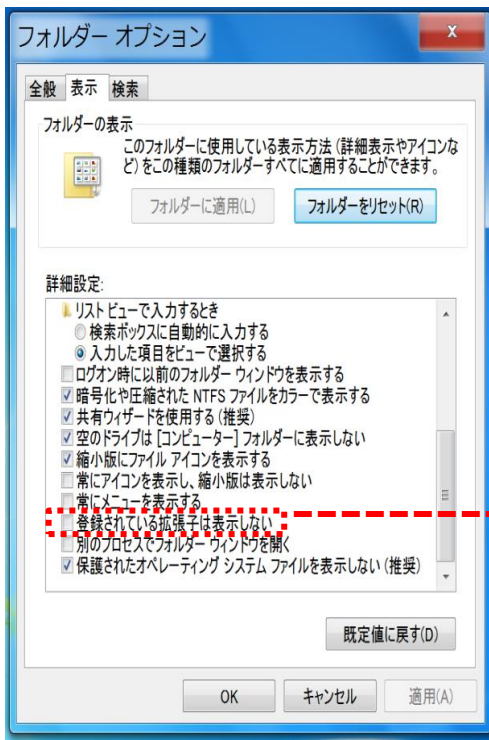 フォルダー オプション
x
全般 表示 検索
フォルダーの表示
このフォルダーに使用している表示方法 (詳細表示やアイコンな
ど) をこの種類のフォルダーすべてに適用することができます。
フォルダーに適用(L) フォルダーをリセット(R)
詳細設定:
リスト ビューで入力するとき
検索ボックスに自動的に入力する
入力した項目をビューで選択する
ログオン時に以前のフォルダー ウィンドウを表示する
暗号化や圧縮された NTFS ファイルをカラーで表示する
共有ウィザードを使用する (推奨)
空のドライブは [コンピューター] フォルダーに表示しない
縮小版にファイル アイコンを表示する
常にアイコンを表示し、縮小版は表示しない
常にメニューを表示する
登録されている拡張子は表示しない
別のプロセスでフォルダー ウィンドウを開く
保護されたオペレーティング システム ファイルを表示しない (推奨)
既定値に戻す(D)
OK キャンセル 適用(A)